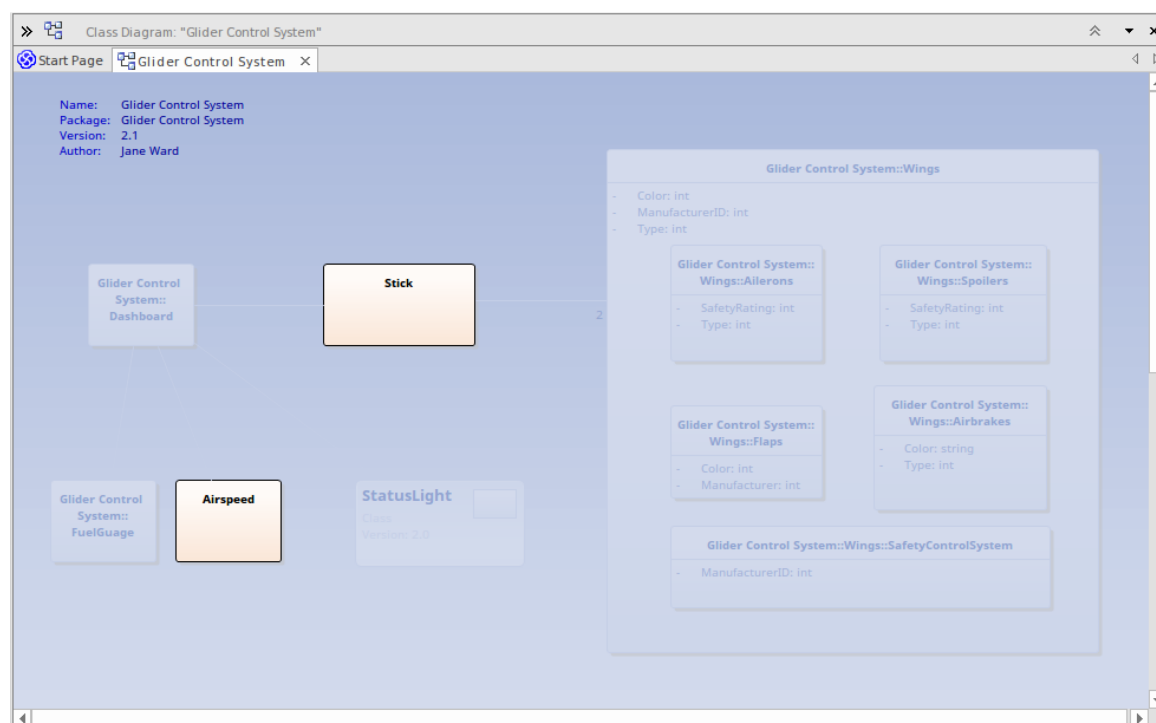 Class Diagram: "Glider Control System"
Start Page
Glider Control System
Name: Glider Control System
Package: Glider Control System
Version: 2.1
Author: Jane Ward
Glider Control System::Wings
- Color: int
- ManufacturerID: int
- Type: int
Glider Control
System::
Dashboard
Stick
2
Glider Control System::
Wings::Ailerons
- SafetyRating: int
- Type: int
Glider Control System::
Wings::Spoilers
- SafetyRating: int
- Type: int
Glider Control System::
Wings::Flaps
- Color: int
- Manufacturer: int
Glider Control System::
Wings::Airbrakes
- Color: string
- Type: int
Glider Control
System::
FuelGuage
Airspeed
StatusLight
Class
Version: 2.0
Glider Control System::Wings::SafetyControlSystem
- ManufacturerID: int